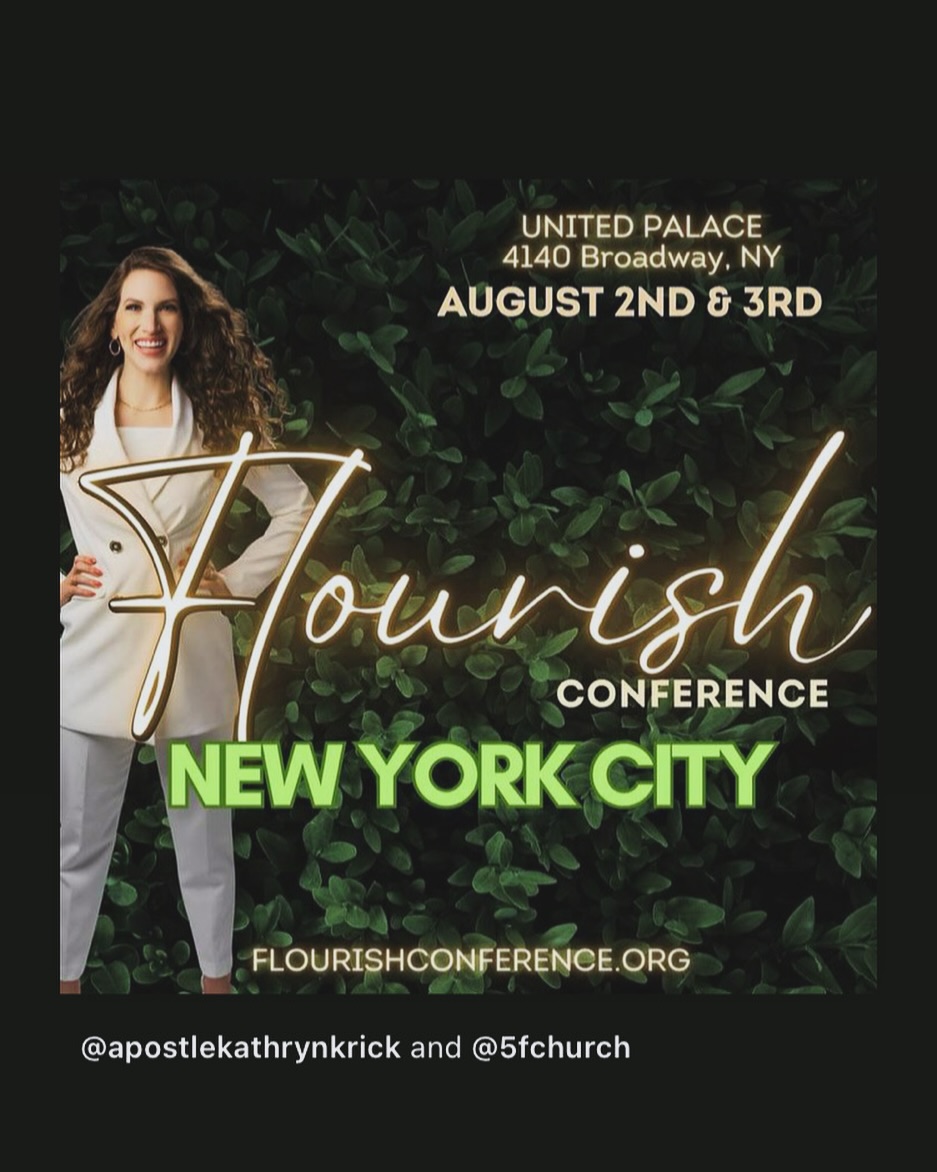 UNITED PALACE
4140 Broadway, NY
AUGUST 2ND & 3RD
Flourish
CONFERENCE
NEW YORK CITY
FLOURISHCONFERENCE.ORG
@apostlekathrynkrick and @5fchurch